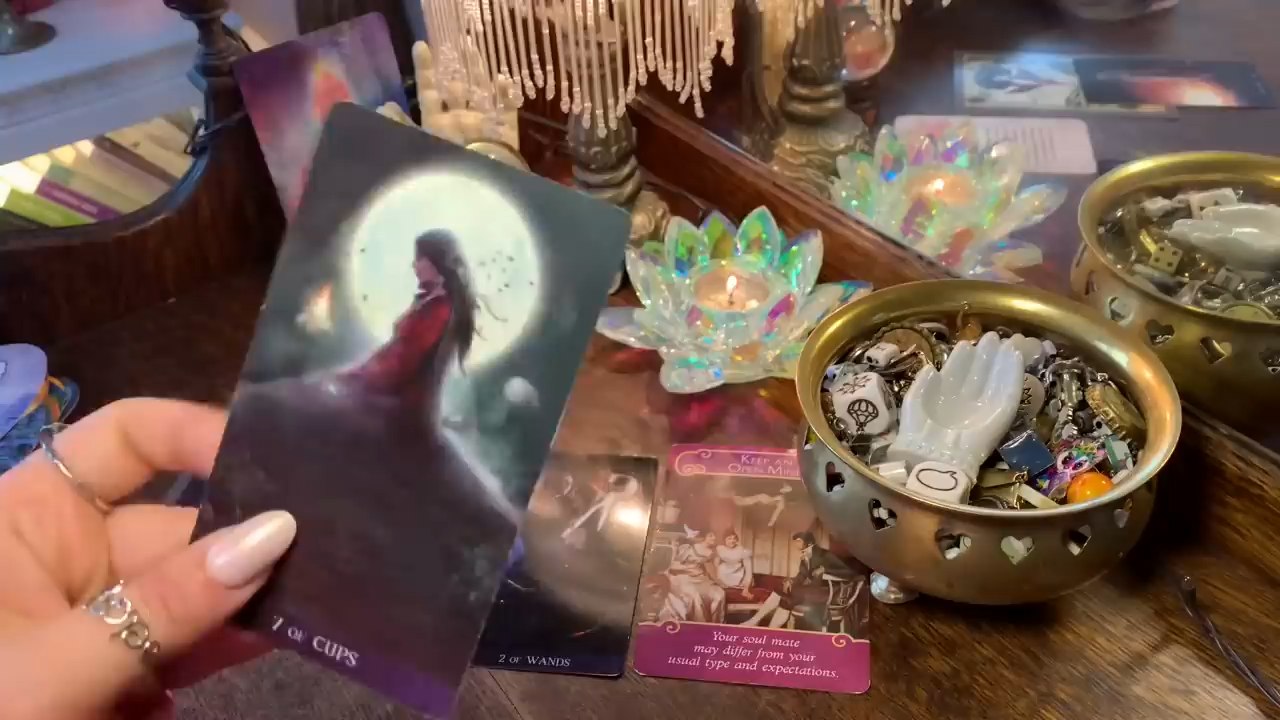 7 OF CUPS
2 OF WANDS
KEEP AN
OPEN MIND
Your soul mate
may differ from your
usual type and expectations.